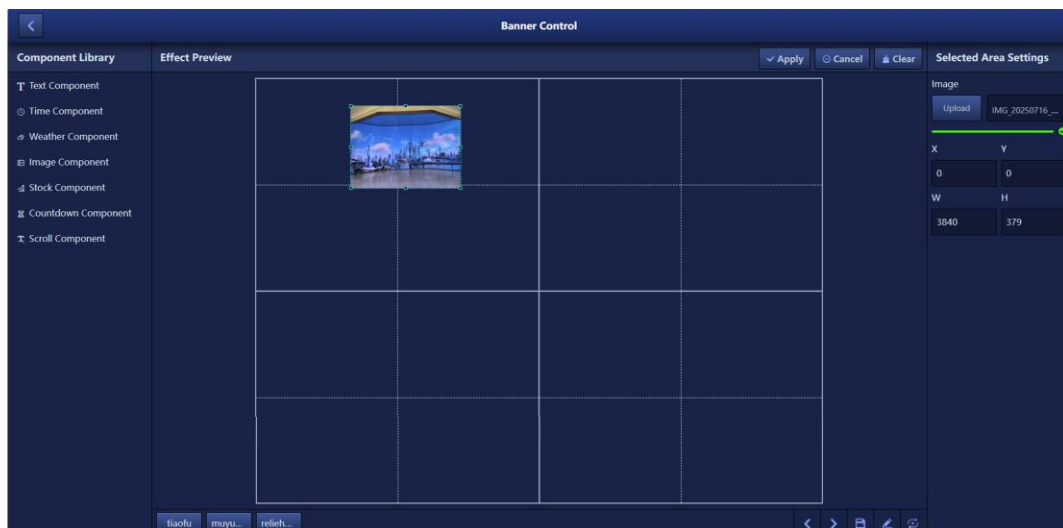 Banner Control
Component Library
Effect Preview
Apply
Cancel
Clear
Selected Area Settings
Text Component
Time Component
Weather Component
Image Component
Stock Component
Countdown Component
Scroll Component
Image
Upload
IMG_20250716_...
X
Y
0
0
W
H
3840
379
tiaofu
muyu...
relieh...